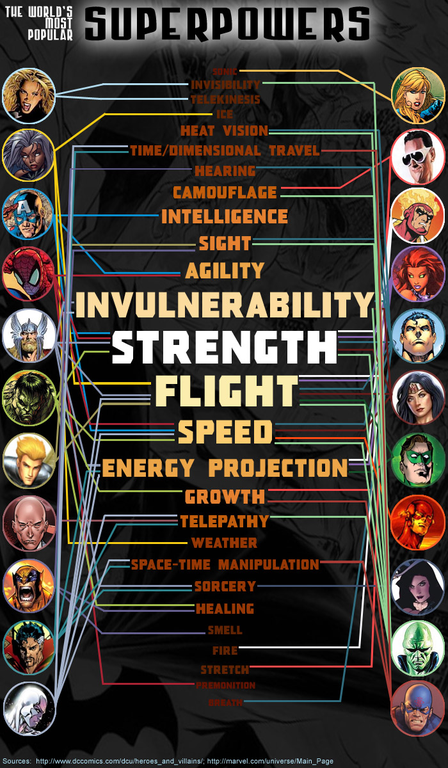 THE WORLD'S
MOST
POPULAR
SUPERPOWERS
SONIC
INVISIBILITY
TELEKINESIS
ICE
HEAT VISION
TIME/DIMENSIONAL TRAVEL
HEARING
CAMOUFLAGE
INTELLIGENCE
SIGHT
AGILITY
INVULNERABILITY
STRENGTH
FLIGHT
SPEED
ENERGY PROJECTION
GROWTH
TELEPATHY
WEATHER
SPACE-TIME MANIPULATION
SORCERY
HEALING
SMELL
FIRE
STRETCH
PREMONITION
BREATH
Sources: http://www.dccomics.com/dcu/heroes_and_villains/; http://marvel.com/universe/Main_Page